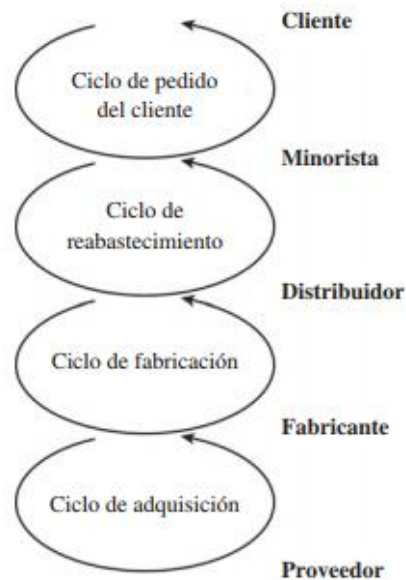 Cliente
Ciclo de pedido
del cliente
Minorista
Ciclo de
reabastecimiento
Distribuidor
Ciclo de fabricación
Fabricante
Ciclo de adquisición
Proveedor